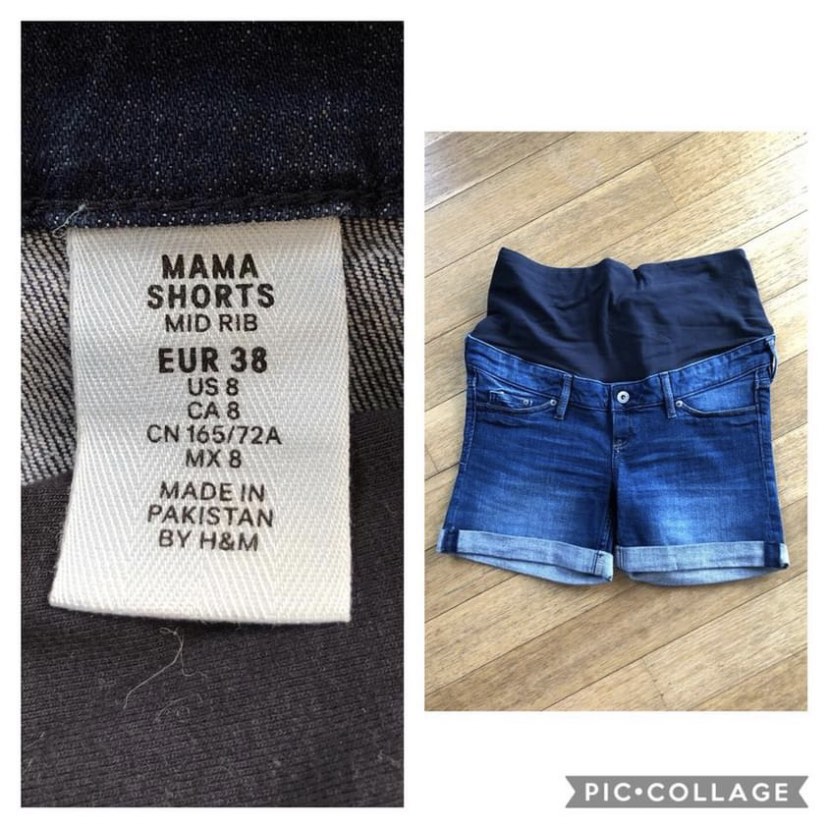 MAMA
SHORTS
MID RIB
EUR 38
US 8
CA 8
CN 165/72A
MX 8
MADE IN
PAKISTAN
BY H&M
PIC•COLLAGE